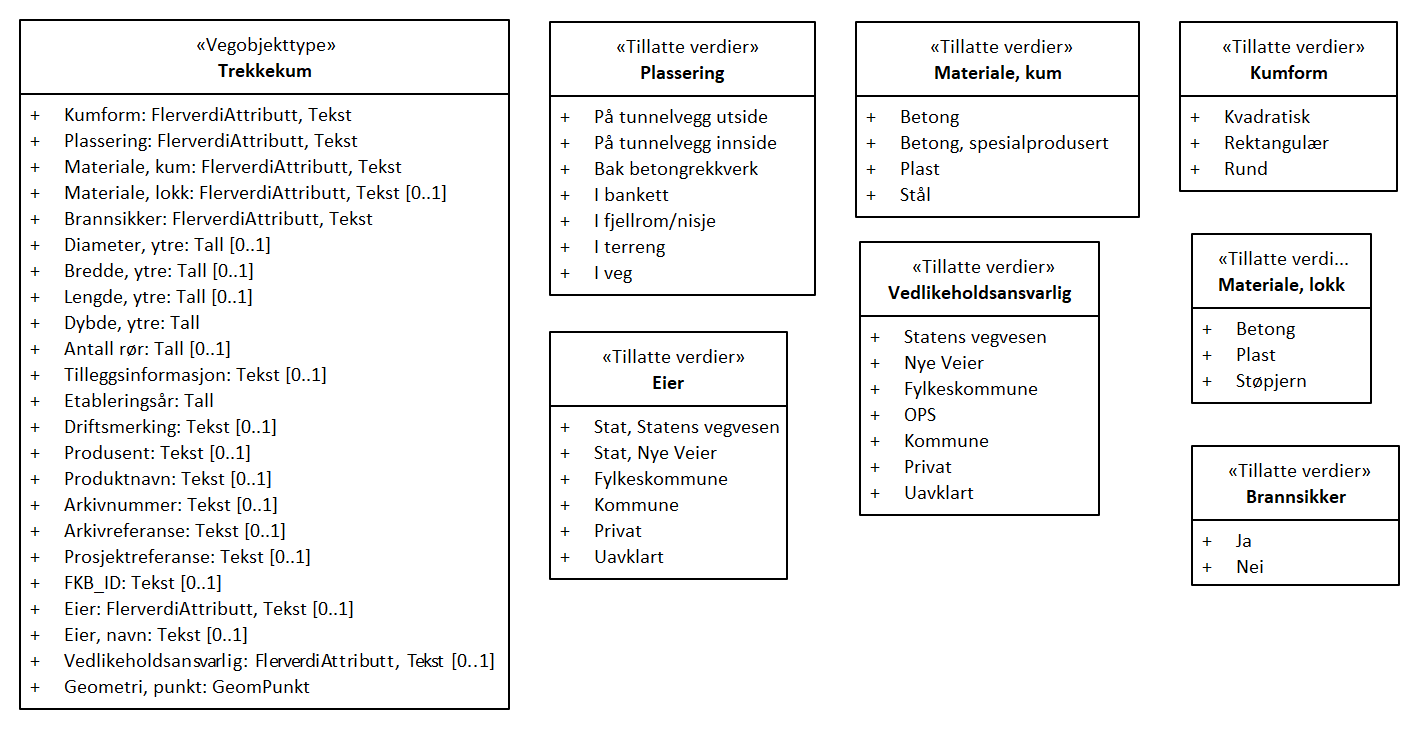 «Vegobjekttype»
Trekkekum
+ Kumform: FlerverdiAttributt, Tekst
+ Plassering: FlerverdiAttributt, Tekst
+ Materiale, kum: FlerverdiAttributt, Tekst
+ Materiale, lokk: FlerverdiAttributt, Tekst [0..1]
+ Brannsikker: FlerverdiAttributt, Tekst
+ Diameter, ytre: Tall [0..1]
+ Bredde, ytre: Tall [0..1]
+ Lengde, ytre: Tall [0..1]
+ Dybde, ytre: Tall
+ Antall rør: Tall [0..1]
+ Tilleggsinformasjon: Tekst [0..1]
+ Etableringsår: Tall
+ Driftsmerking: Tekst [0..1]
+ Produsent: Tekst [0..1]
+ Produktnavn: Tekst [0..1]
+ Arkivnummer: Tekst [0..1]
+ Arkivreferanse: Tekst [0..1]
+ Prosjektreferanse: Tekst [0..1]
+ FKB_ID: Tekst [0..1]
+ Eier: FlerverdiAttributt, Tekst [0..1]
+ Eier, navn: Tekst [0..1]
+ Vedlikeholdsansvarlig: FlerverdiAttributt, Tekst [0..1]
+ Geometri, punkt: GeomPunkt
«Tillatte verdier»
Plassering
+ På tunnelvegg utside
+ På tunnelvegg innside
+ Bak betongrekkverk
+ I bankett
+ I fjellrom/nisje
+ I terreng
+ I veg
«Tillatte verdier»
Eier
+ Stat, Statens vegvesen
+ Stat, Nye Veier
+ Fylkeskommune
+ Kommune
+ Privat
+ Uavklart
«Tillatte verdier»
Materiale, kum
+ Betong
+ Betong, spesialprodusert
+ Plast
+ Stål
«Tillatte verdier»
Vedlikeholdsansvarlig
+ Statens vegvesen
+ Nye Veier
+ Fylkeskommune
+ OPS
+ Kommune
+ Privat
+ Uavklart
«Tillatte verdier»
Kumform
+ Kvadratisk
+ Rektangulær
+ Rund
«Tillatte verdi...
Materiale, lokk
+ Betong
+ Plast
+ Støpjern
«Tillatte verdier»
Brannsikker
+ Ja
+ Nei